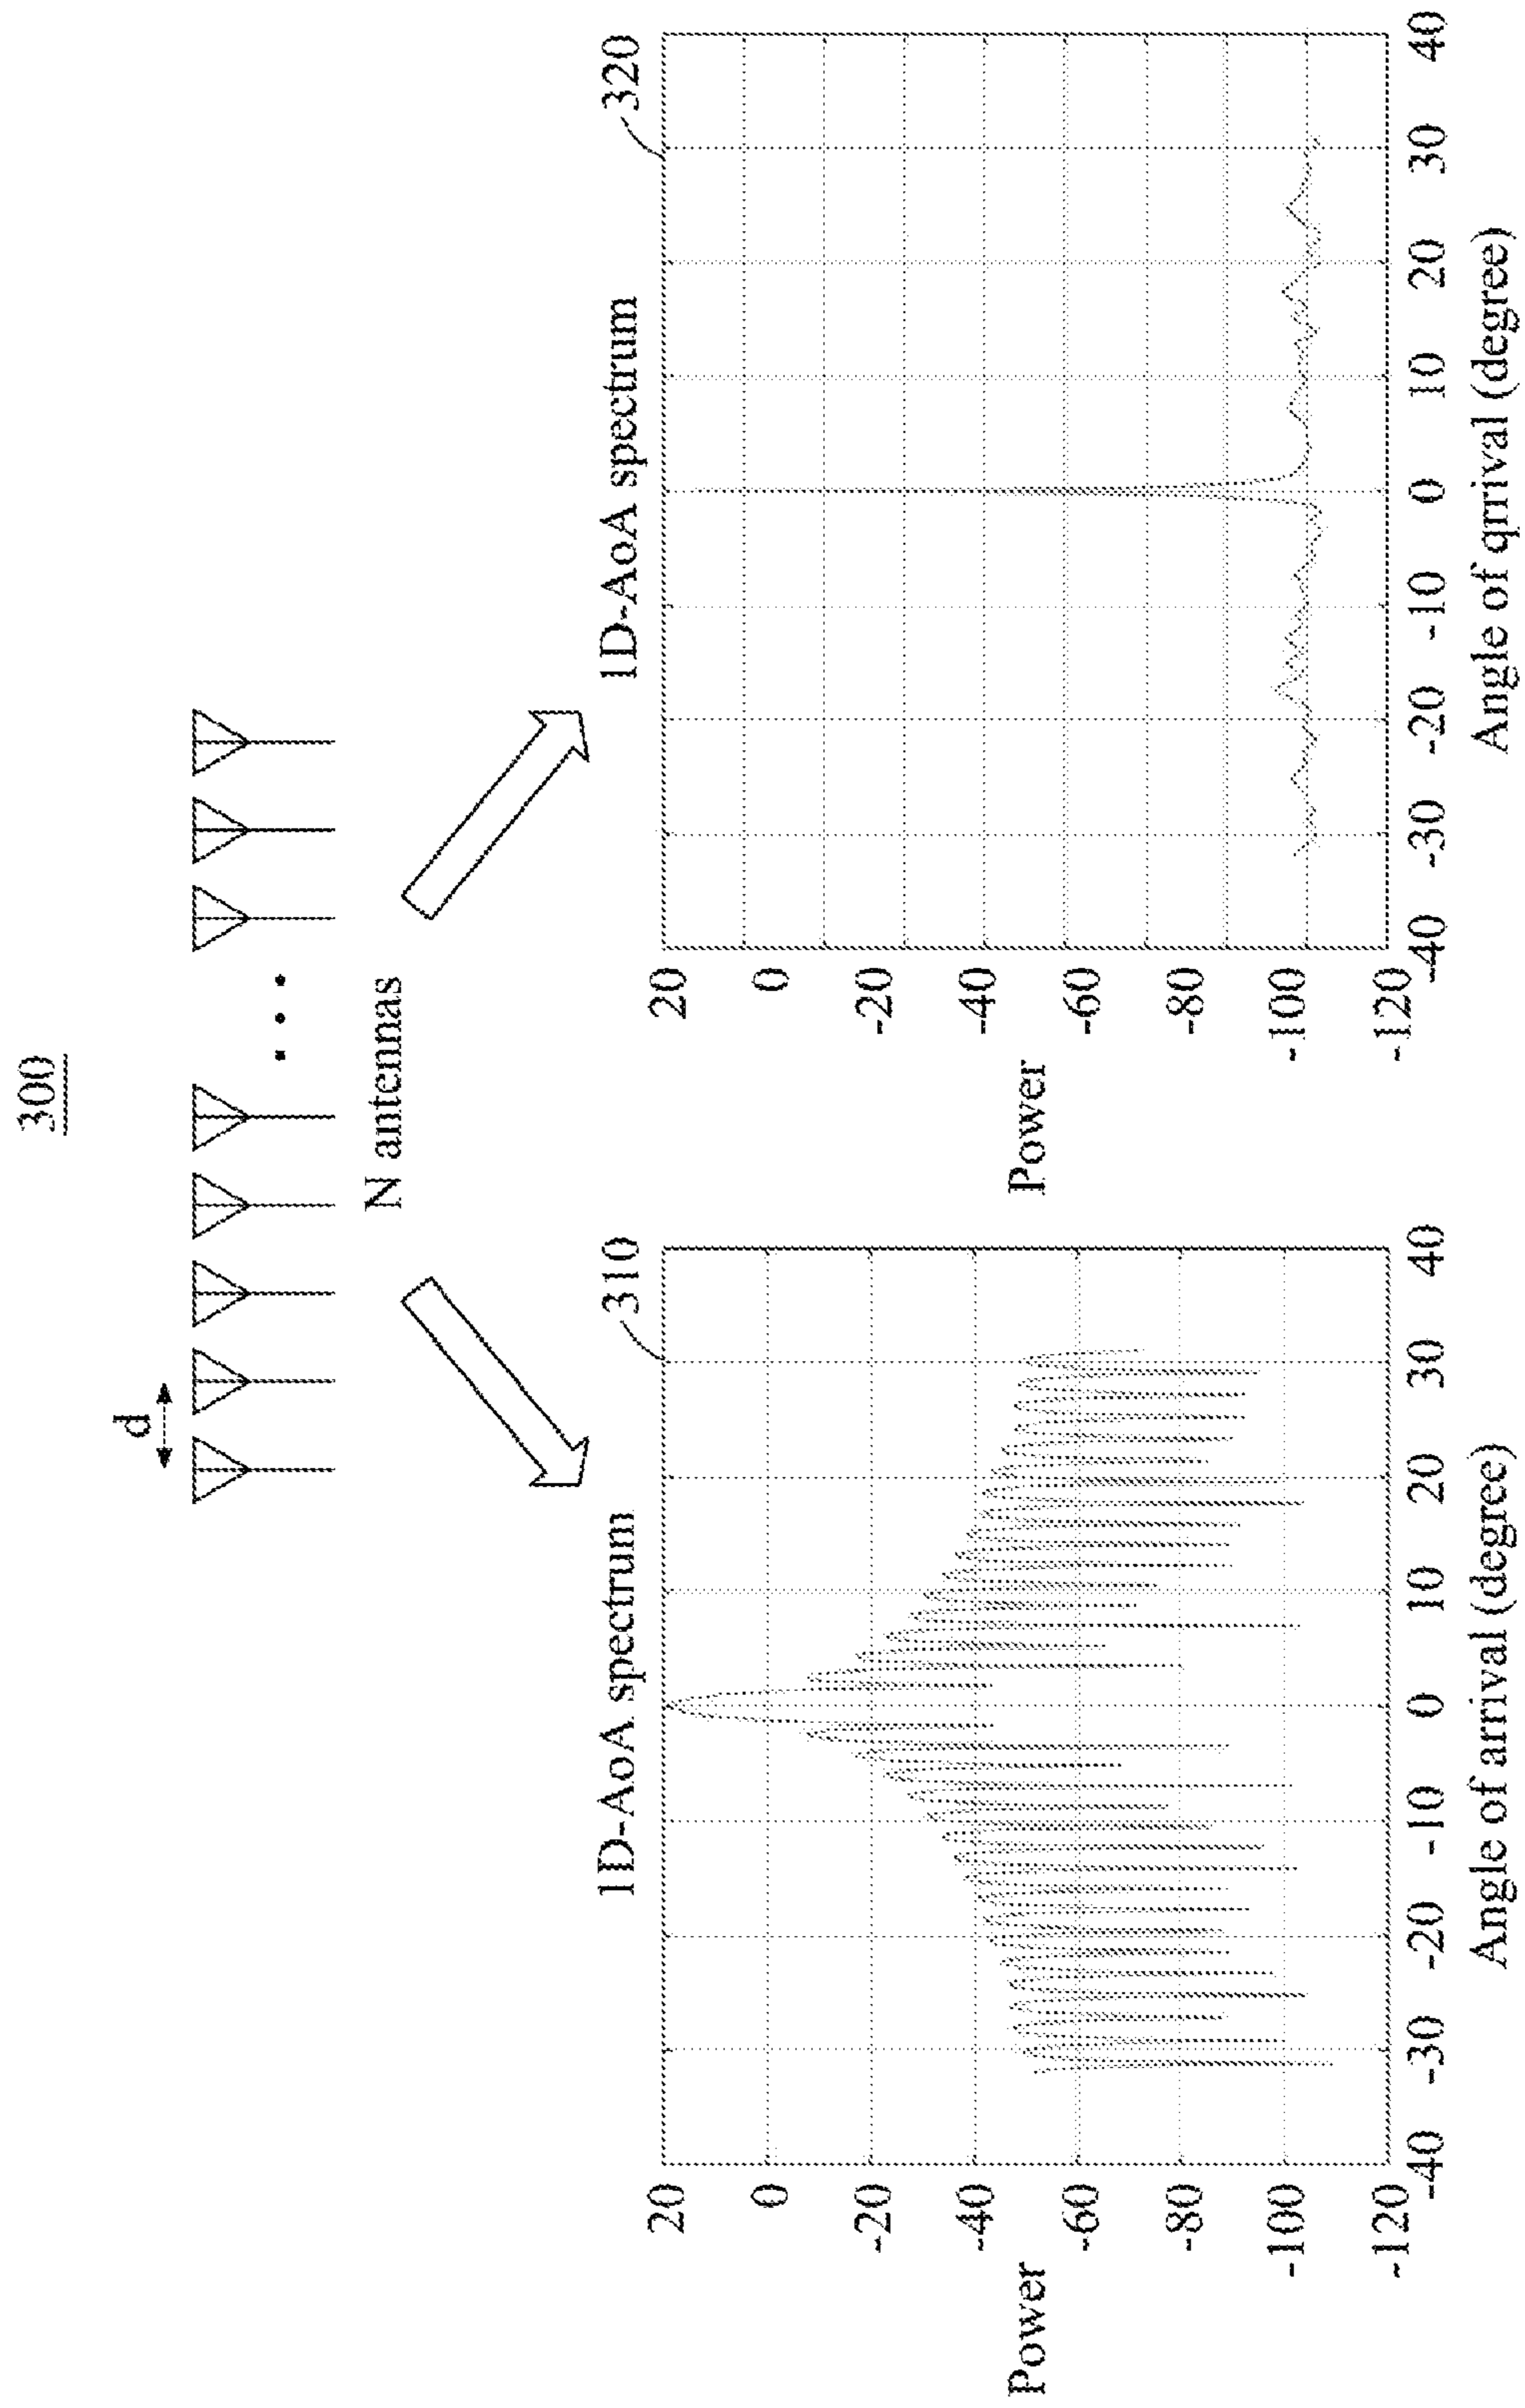 300
d
N antennas
1D-AoA spectrum
310
Power
20
0
-20
-40
-60
-80
-100
-120
-40 -30 -20 -10 0 10 20 30 40
Angle of arrival (degree)
1D-AoA spectrum
320
Power
20
0
-20
-40
-60
-80
-100
-120
-40 -30 -20 -10 0 10 20 30 40
Angle of qrrival (degree)